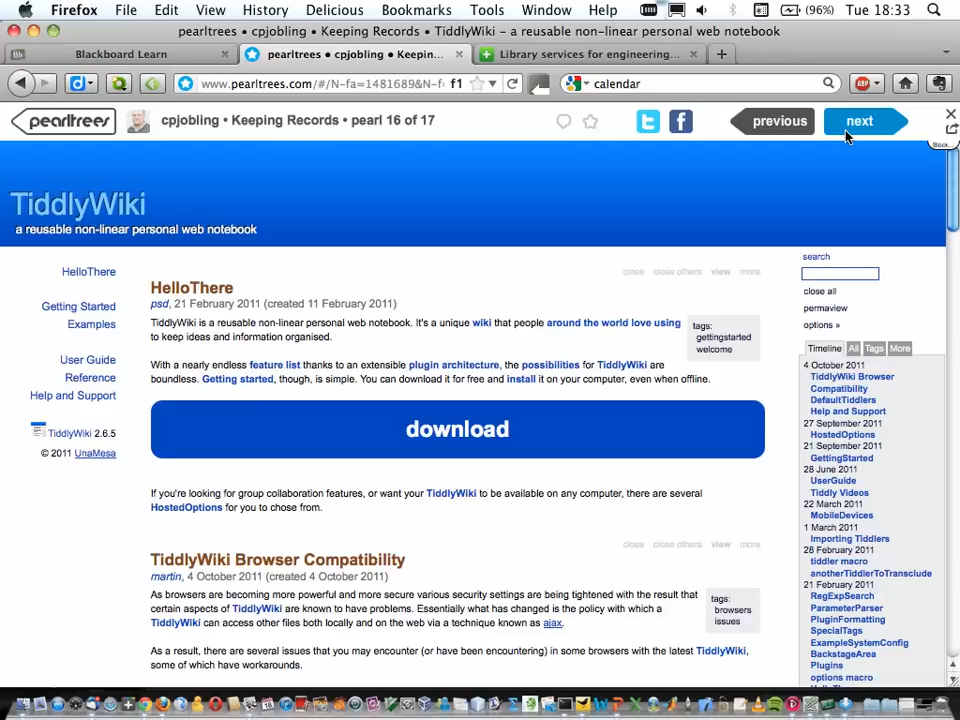 Firefox File Edit View History Delicious Bookmarks Tools Window Help (96%) Tue 18:33
pearltrees • cpjobling • Keeping Records • TiddlyWiki – a reusable non-linear personal web notebook
Blackboard Learn
pearltrees • cpjobling • Keepin...
Library services for engineering...
www.pearltrees.com/#/N-fa=1481689&N-f f1
calendar
pearltrees
cpjobling • Keeping Records • pearl 16 of 17
previous
next
Block...
TiddlyWiki
a reusable non-linear personal web notebook
HelloThere
Getting Started
Examples
User Guide
Reference
Help and Support
TiddlyWiki 2.6.5
© 2011 UnaMesa
close close others view more
HelloThere
psd, 21 February 2011 (created 11 February 2011)
TiddlyWiki is a reusable non-linear personal web notebook. It's a unique wiki that people around the world love using
to keep ideas and information organised.
tags:
gettingstarted
welcome
With a nearly endless feature list thanks to an extensible plugin architecture, the possibilities for TiddlyWiki are
boundless. Getting started, though, is simple. You can download it for free and install it on your computer, even when offline.
download
If you're looking for group collaboration features, or want your TiddlyWiki to be available on any computer, there are several
HostedOptions for you to chose from.
close close others view more
TiddlyWiki Browser Compatibility
martin, 4 October 2011 (created 4 October 2011)
As browsers are becoming more powerful and more secure various security settings are being tightened with the result that
certain aspects of TiddlyWiki are known to have problems. Essentially what has changed is the policy with which a
TiddlyWiki can access other files both locally and on the web via a technique known as ajax.
tags:
browsers
issues
As a result, there are several issues that you may encounter (or have been encountering) in some browsers with the latest TiddlyWiki,
some of which have workarounds.
search
close all
permaview
options »
Timeline All Tags More
4 October 2011
TiddlyWiki Browser
Compatibility
DefaultTiddlers
Help and Support
27 September 2011
HostedOptions
21 September 2011
GettingStarted
28 June 2011
UserGuide
Tiddly Videos
22 March 2011
MobileDevices
1 March 2011
Importing Tiddlers
28 February 2011
tiddler macro
anotherTiddlerToTransclude
21 February 2011
RegExpSearch
ParameterParser
PluginFormatting
SpecialTags
ExampleSystemConfig
BackstageArea
Plugins
options macro